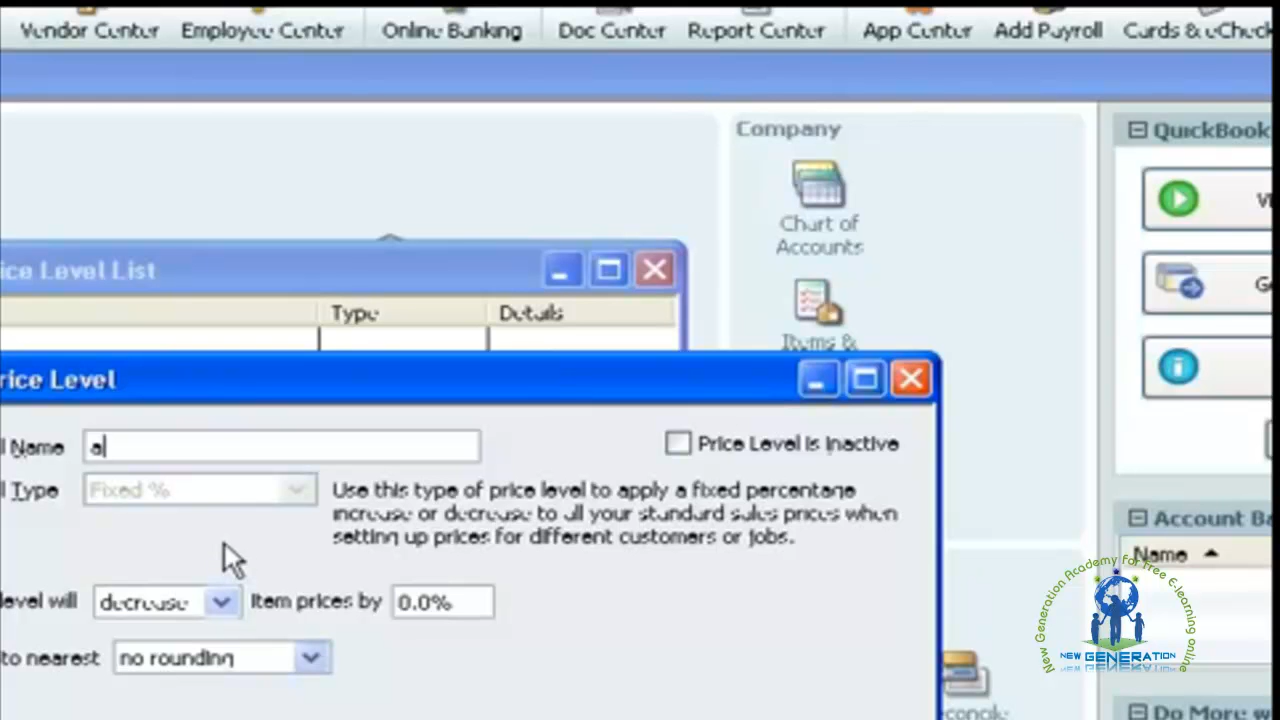 Vendor Center Employee Center Online Banking Doc Center Report Center App Center Add Payroll Cards & eCheck
Company
QuickBook
Chart of
Accounts
ice Level List
Type Details
Items &
rice Level
l Name a
Price Level is inactive
l Type Fixed %
Use this type of price level to apply a fixed percentage
increase or decrease to all your standard sales prices when
setting up prices for different customers or jobs.
Account Ba
Name
level will decrease item prices by 0.0%
to nearest no rounding
New Generation Academy for free E-learning online
NEW GENERATION
Do More w